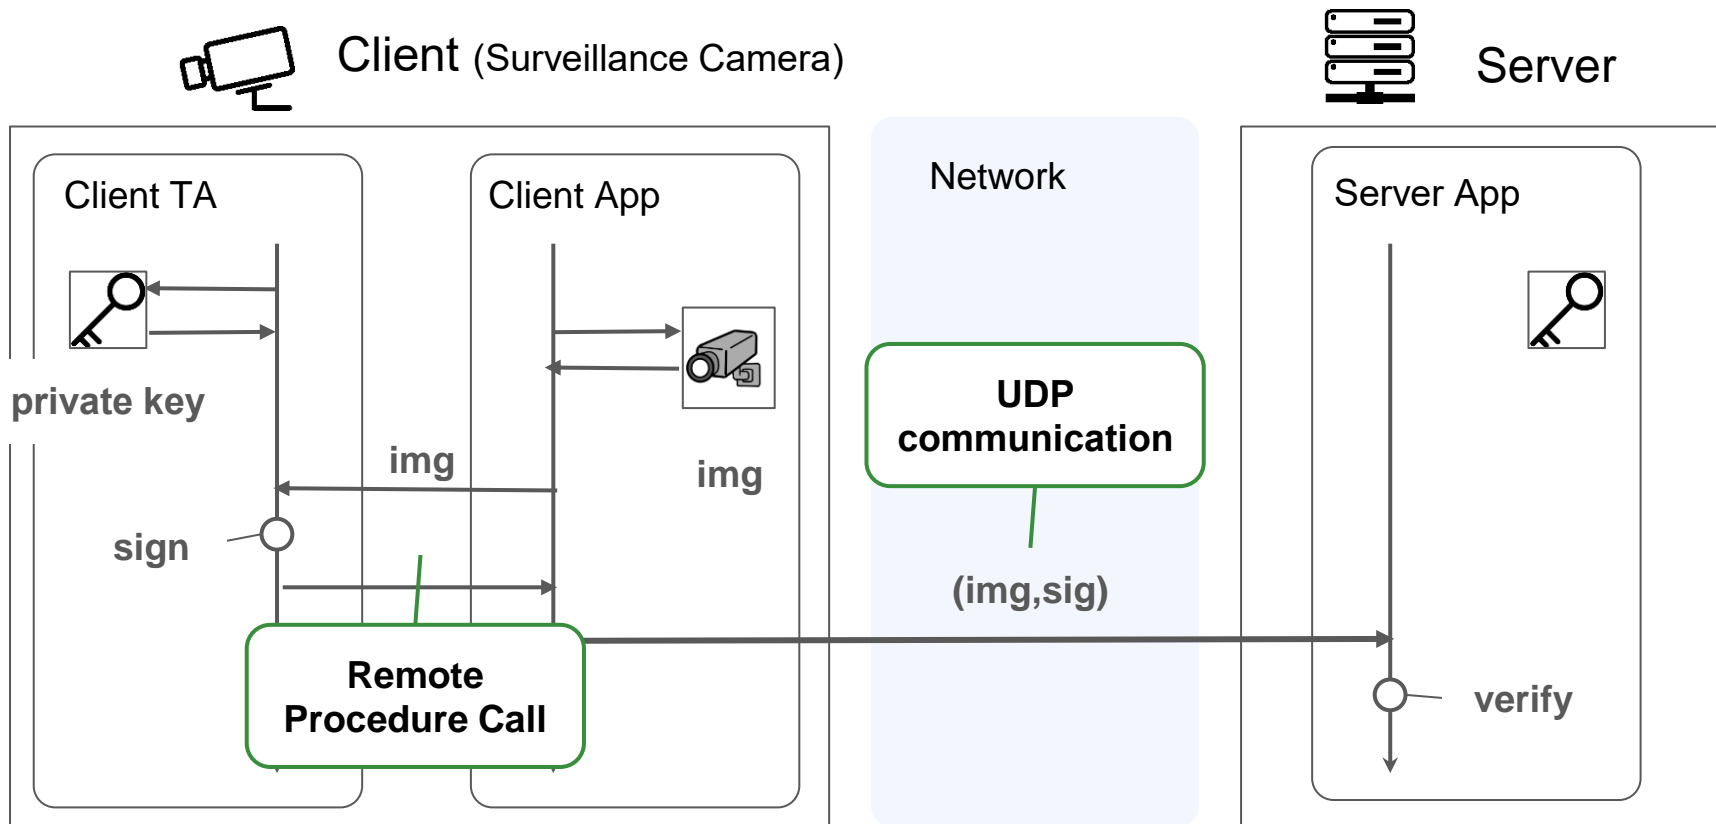 Client (Surveillance Camera)
Server
Client TA
Client App
Network
Server App
private key
UDP
communication
img
img
sign
(img,sig)
Remote
Procedure Call
verify